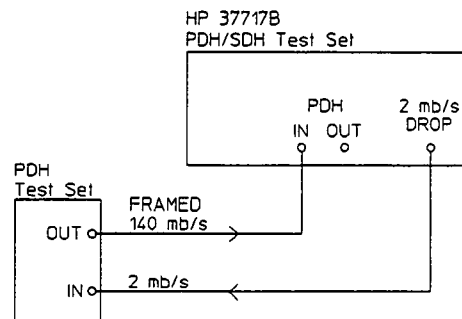 HP 37717B
PDH/SDH Test Set
PDH
IN OUT
2 mb/s
DROP
PDH
Test Set
FRAMED
140 mb/s
OUT
2 mb/s
IN